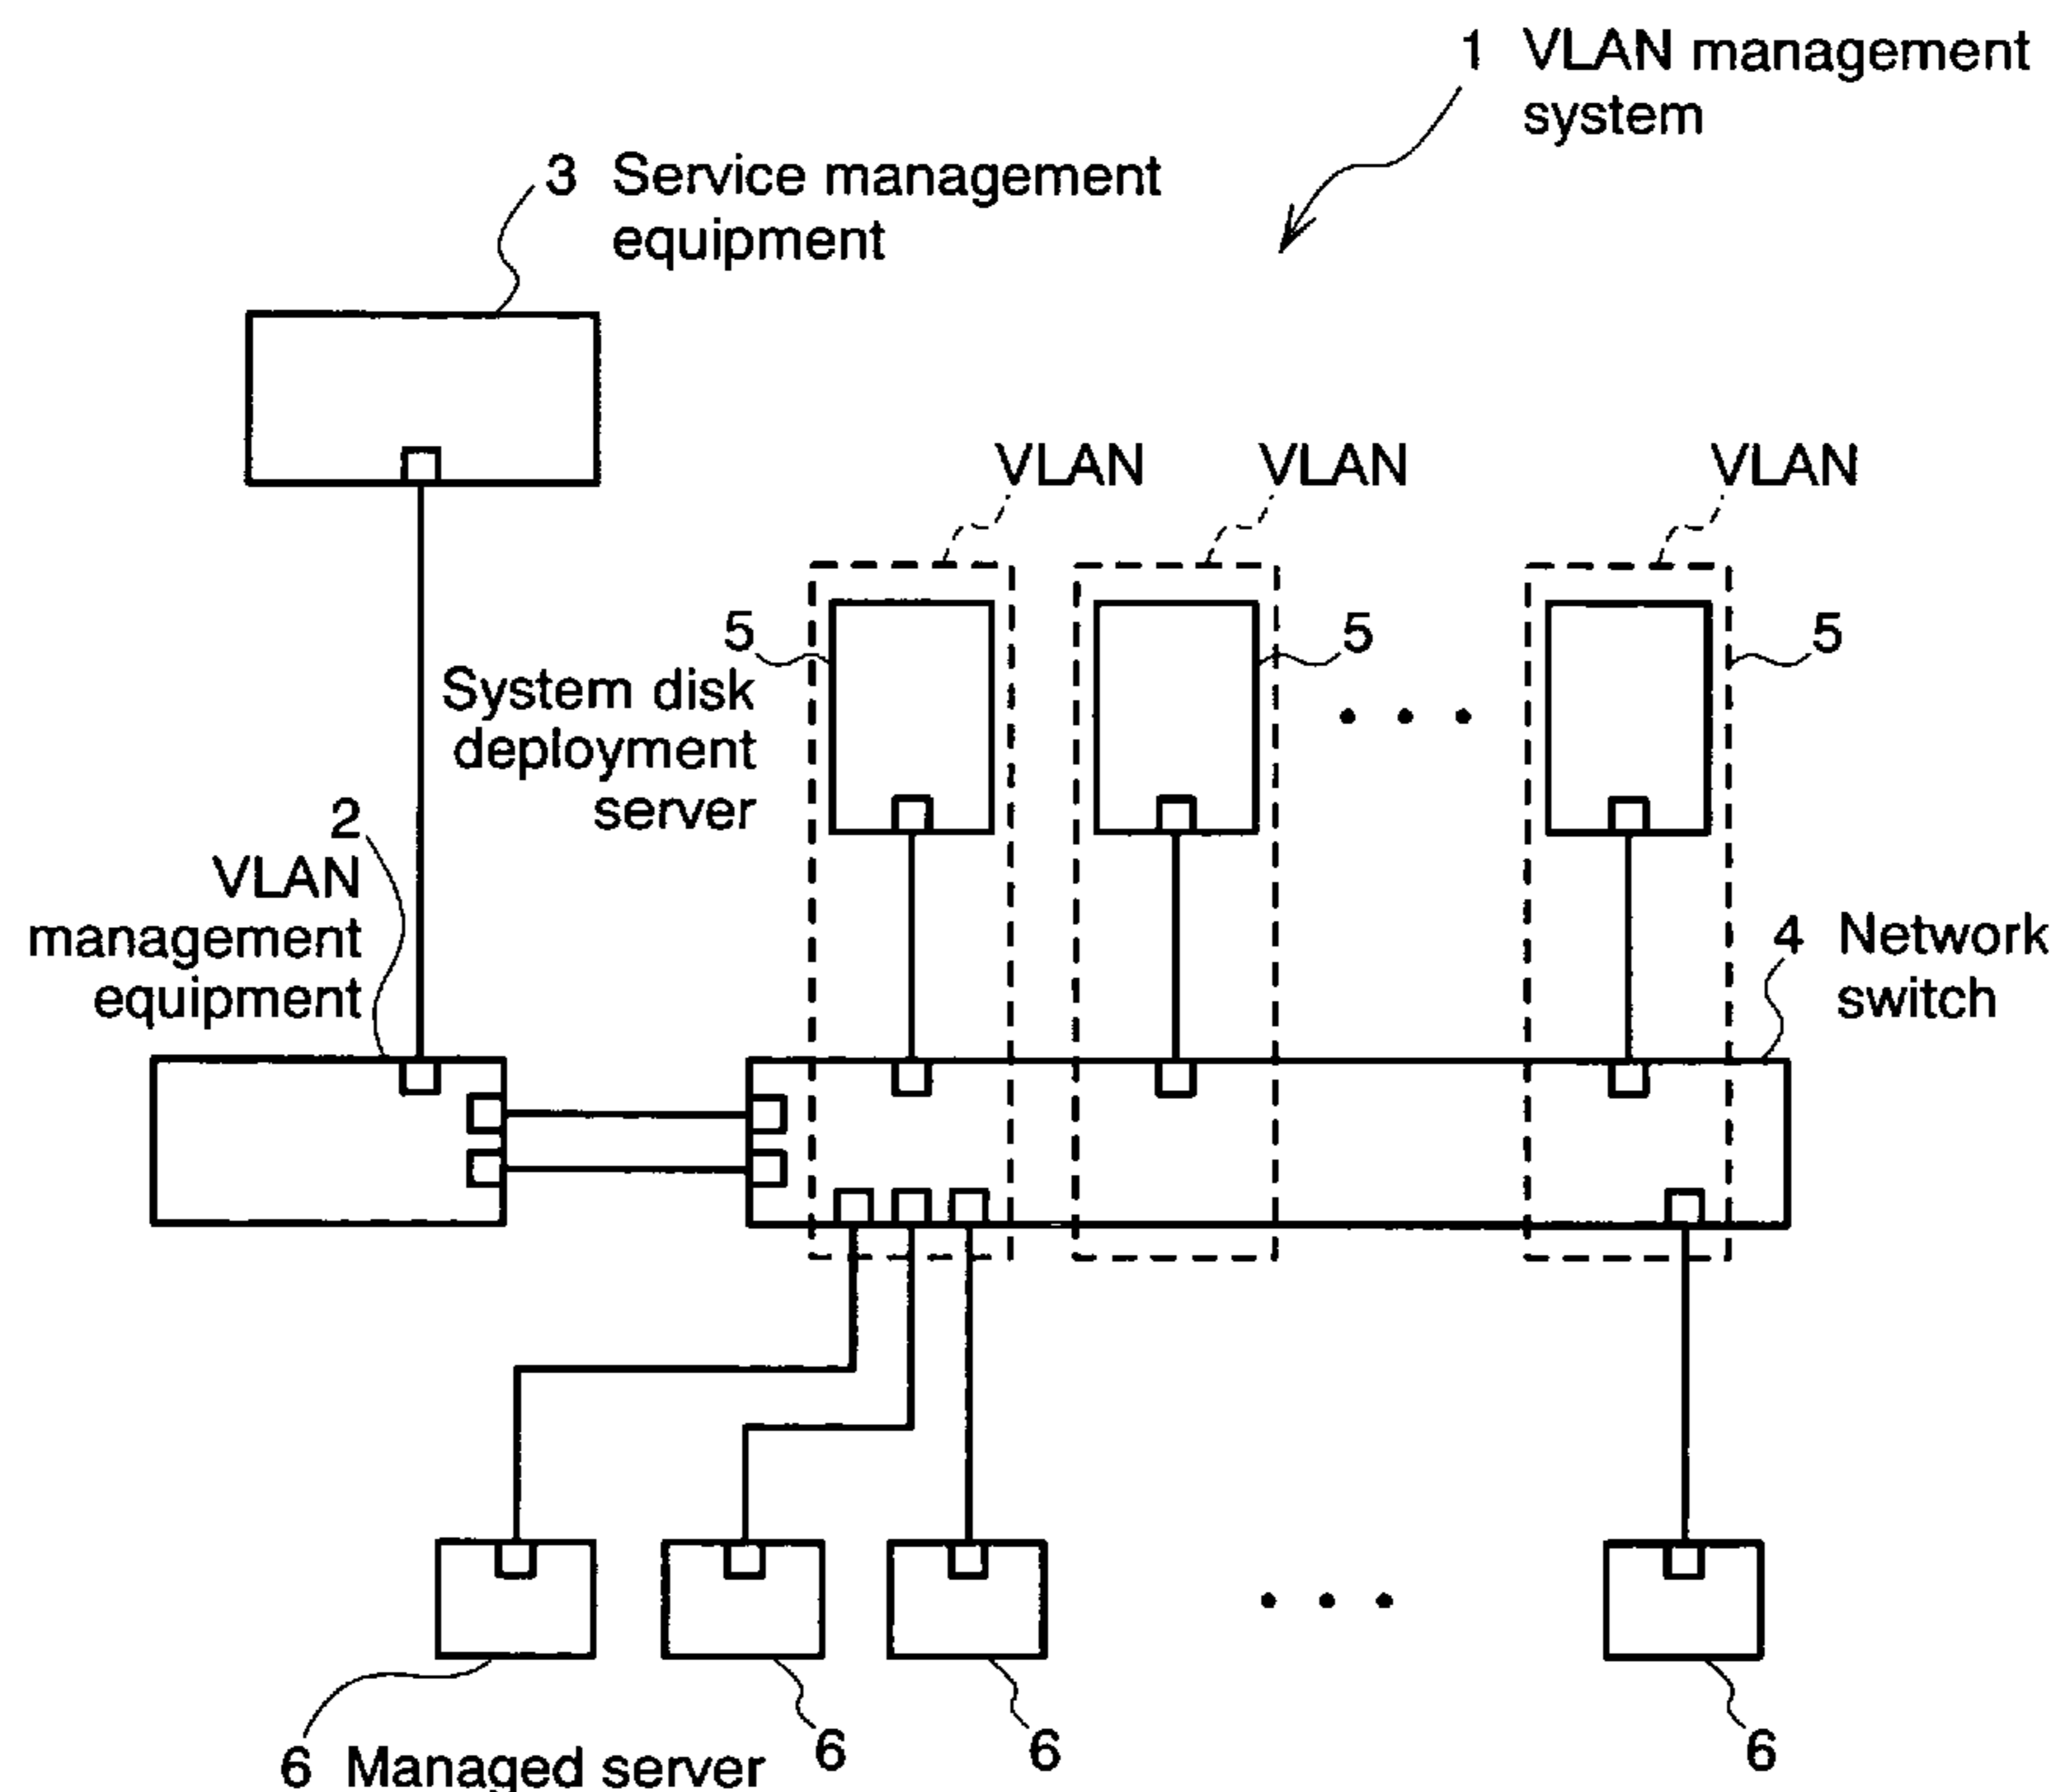 1 VLAN management
system
3 Service management
equipment
VLAN
VLAN
VLAN
5
System disk
deployment
server
5
5
2
VLAN
management
equipment
4 Network
switch
6 Managed server
6
6
6